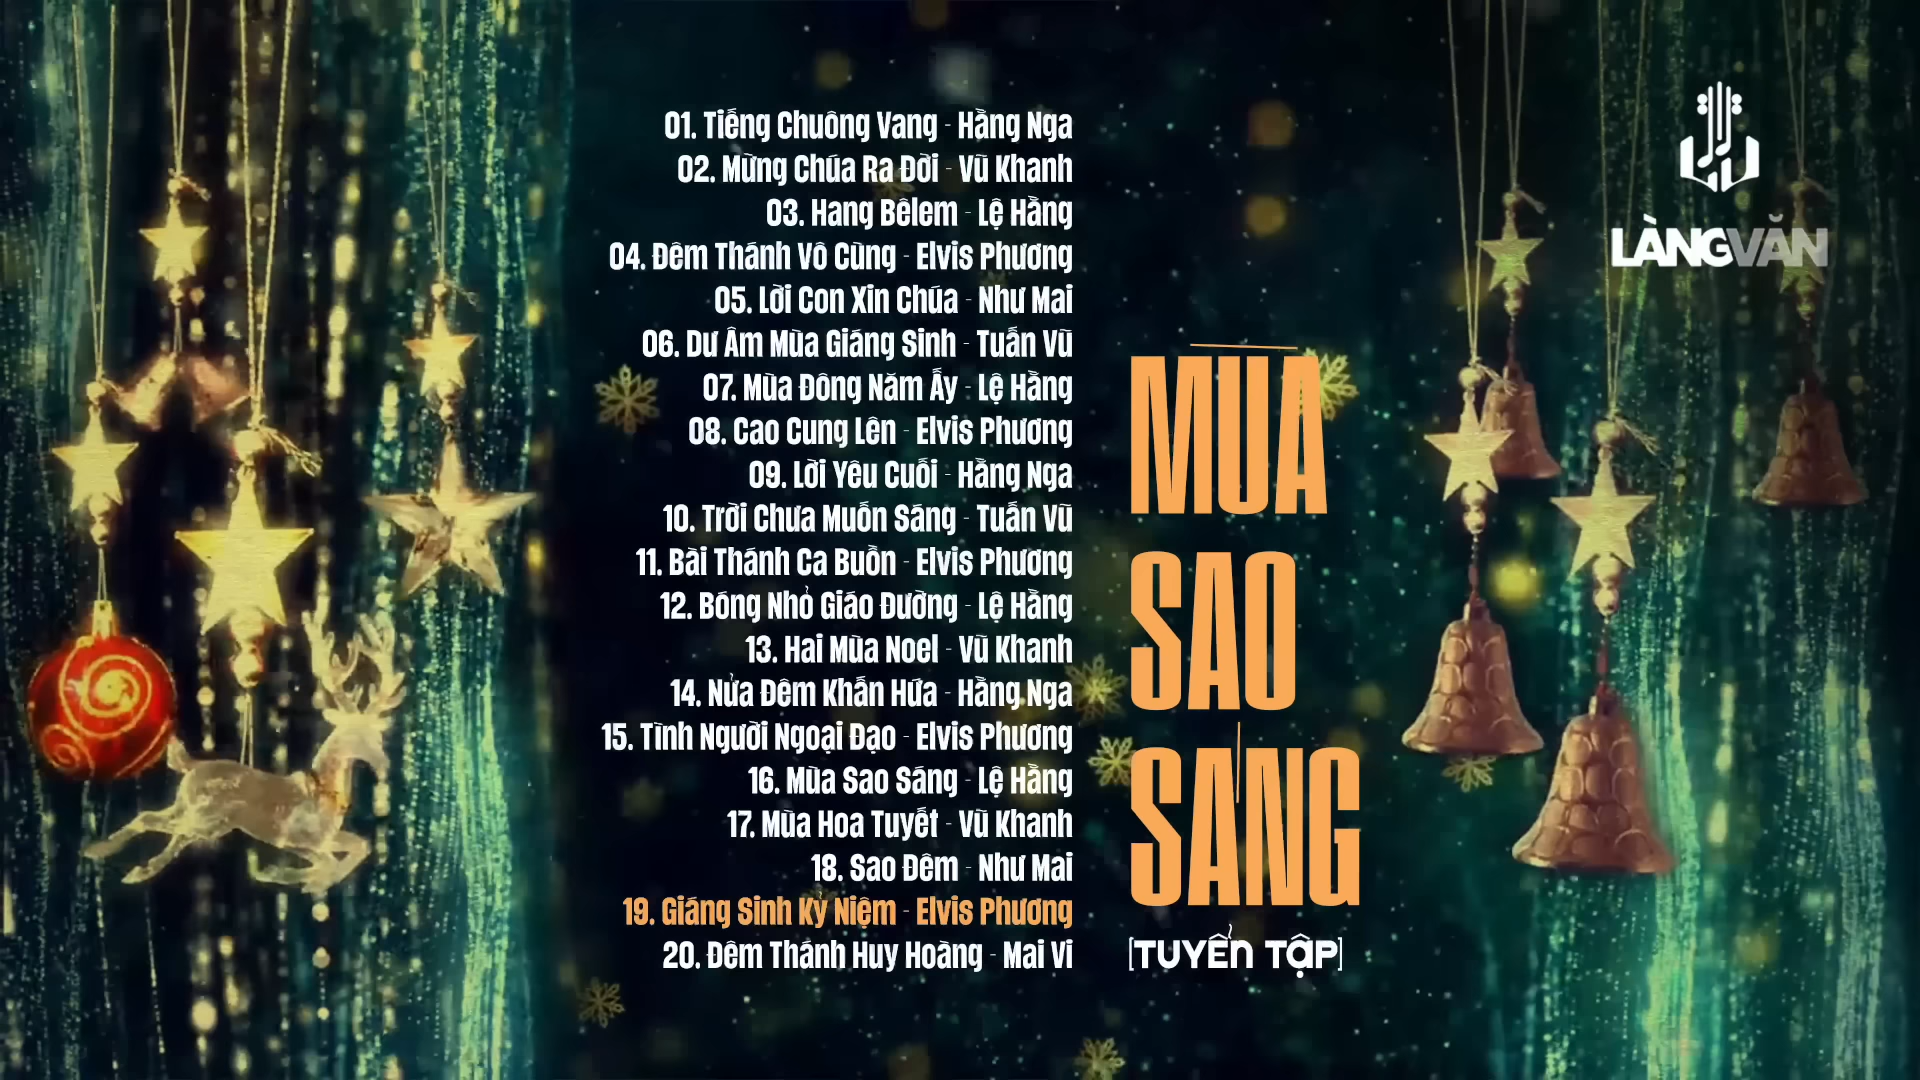 01. Tiếng Chuông Vang - Hằng Nga
02. Mừng Chúa Ra Đời - Vũ Khanh
03. Hang Bêlem - Lệ Hằng
04. Đêm Thánh Vô Cùng - Elvis Phương
05. Lời Con Xin Chúa - Như Mai
06. Dư Âm Mùa Giáng Sinh - Tuấn Vũ
07. Mùa Đông Năm Ấy - Lệ Hằng
08. Cao Cung Lên - Elvis Phương
09. Lời Yêu Cuối - Hằng Nga
10. Trời Chưa Muốn Sáng - Tuấn Vũ
11. Bài Thánh Ca Buồn - Elvis Phương
12. Bóng Nhỏ Giáo Đường - Lệ Hằng
13. Hai Mùa Noel - Vũ Khanh
14. Nửa Đêm Khấn Hứa - Hằng Nga
15. Tình Người Ngoại Đạo - Elvis Phương
16. Mùa Sao Sáng - Lệ Hằng
17. Mùa Hoa Tuyết - Vũ Khanh
18. Sao Đêm - Như Mai
19. Giáng Sinh Kỷ Niệm - Elvis Phương
20. Đêm Thánh Huy Hoàng - Mai Vi
LÀNGVĂN
MÙA
SAO
SÁNG
[TUYỂN TẬP]